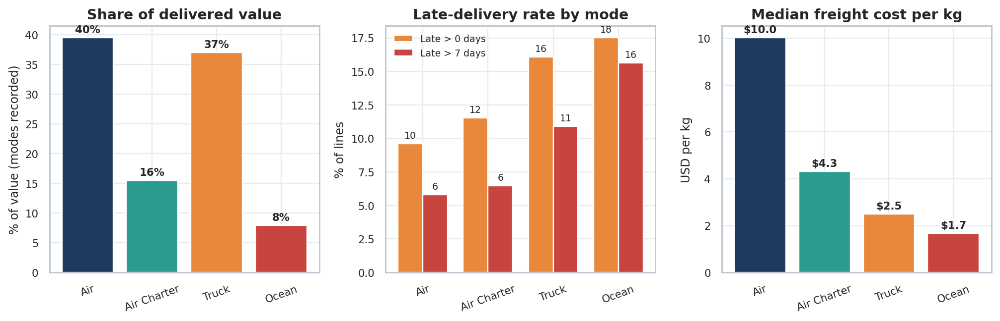 Share of delivered value
% of value (modes recorded)
40
35
30
25
20
15
10
5
0
40%
16%
37%
8%
Air
Air Charter
Truck
Ocean
Late-delivery rate by mode
% of lines
17.5
15.0
12.5
10.0
7.5
5.0
2.5
0.0
Late > 0 days
Late > 7 days
10
6
12
6
16
11
18
16
Air
Air Charter
Truck
Ocean
Median freight cost per kg
USD per kg
10
8
6
4
2
0
$10.0
$4.3
$2.5
$1.7
Air
Air Charter
Truck
Ocean